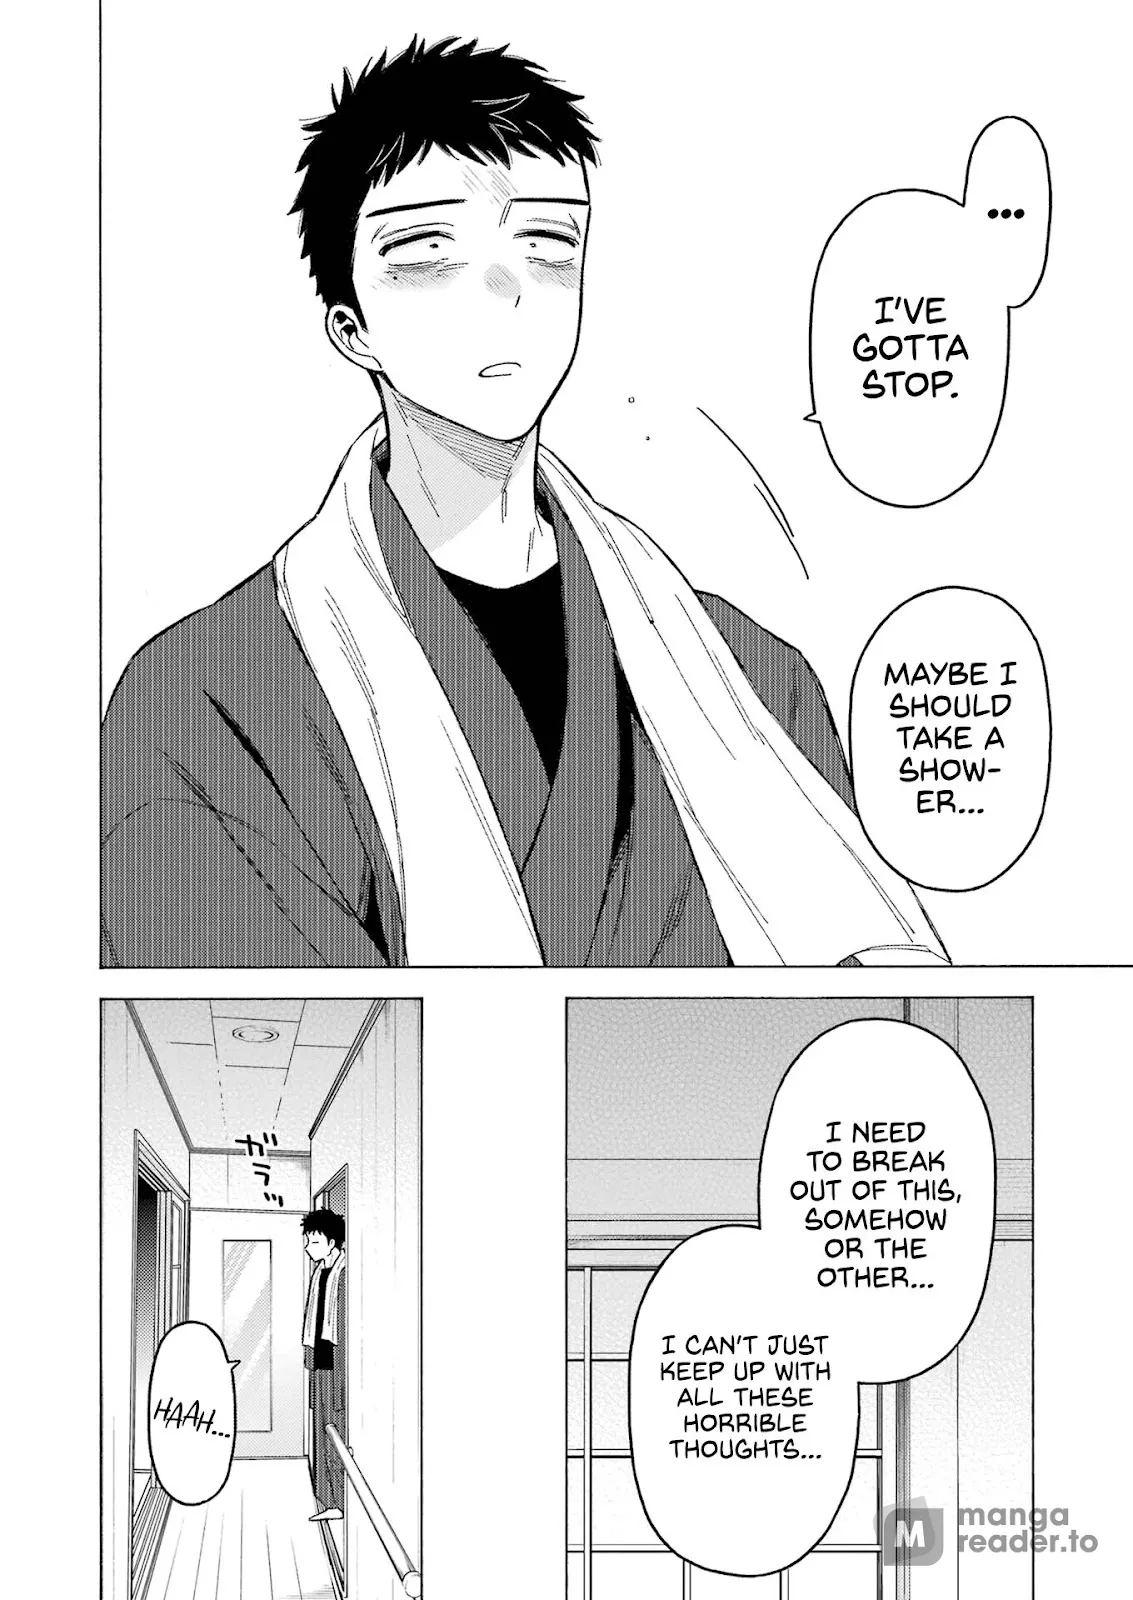 ...
I'VE
GOTTA
STOP.
MAYBE I
SHOULD
TAKE A
SHOW-
ER...
I NEED
TO BREAK
OUT OF THIS,
SOMEHOW
OR THE
OTHER...
I CAN'T JUST
KEEP UP WITH
ALL THESE
HORRIBLE
THOUGHTS...
ガラッ
HAAH...
M manga
reader.to